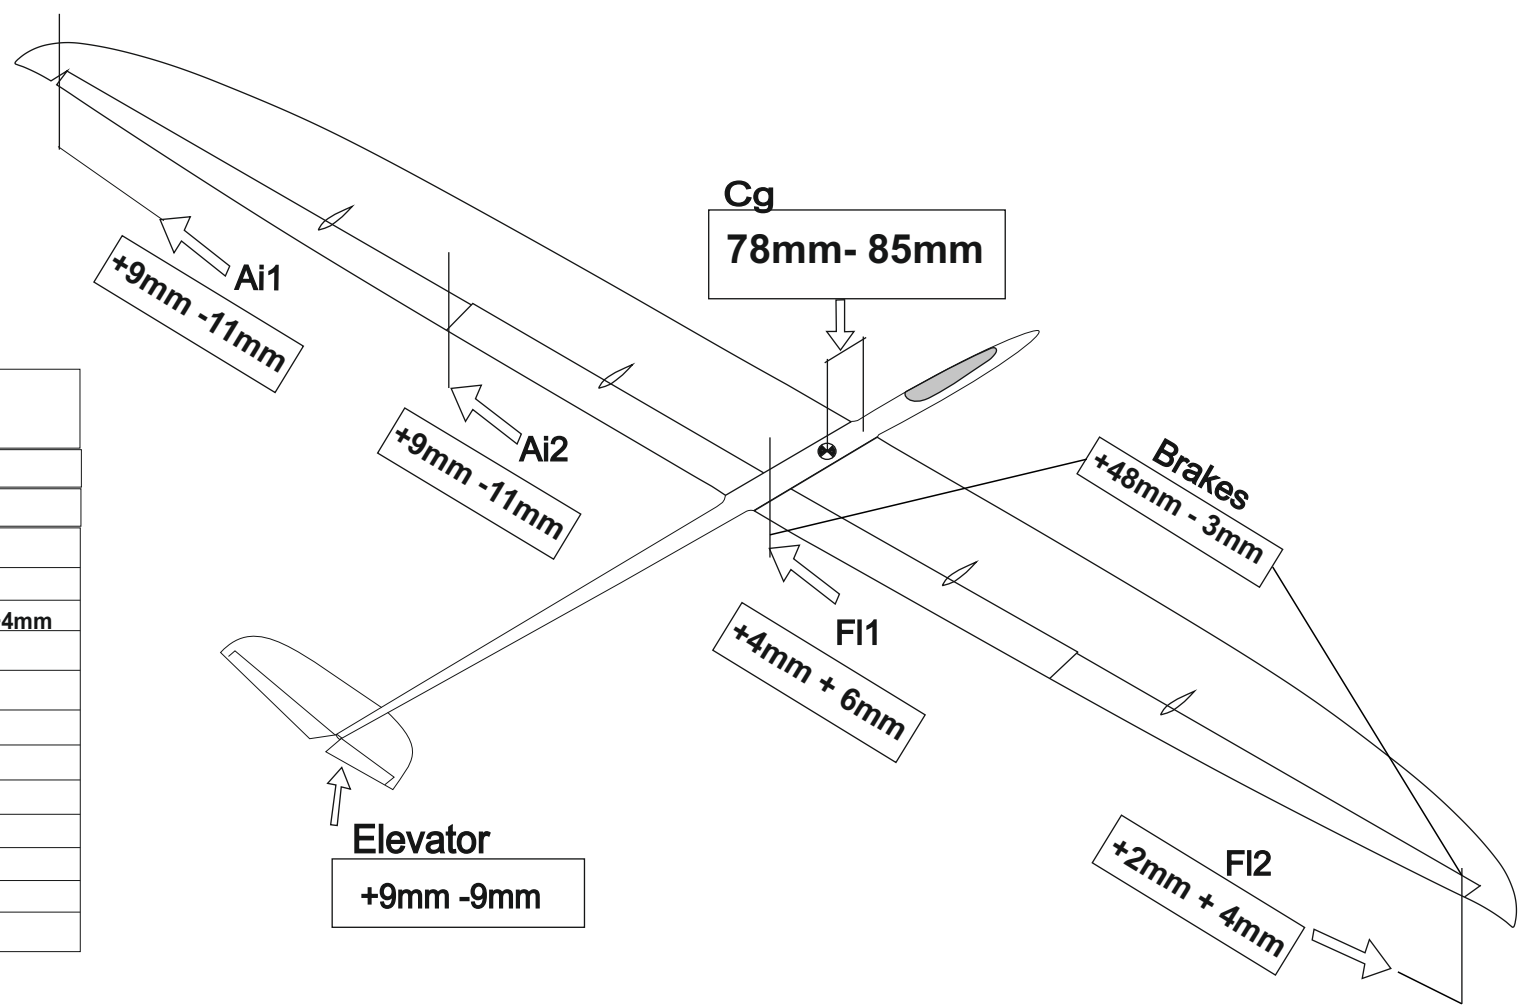 Cg
78mm- 85mm
Ai1
+9mm -11mm
Ai2
+9mm -11mm
Brakes
+48mm - 3mm
Fl1
+4mm + 6mm
4mm
Elevator
+9mm -9mm
Fl2
+2mm + 4mm